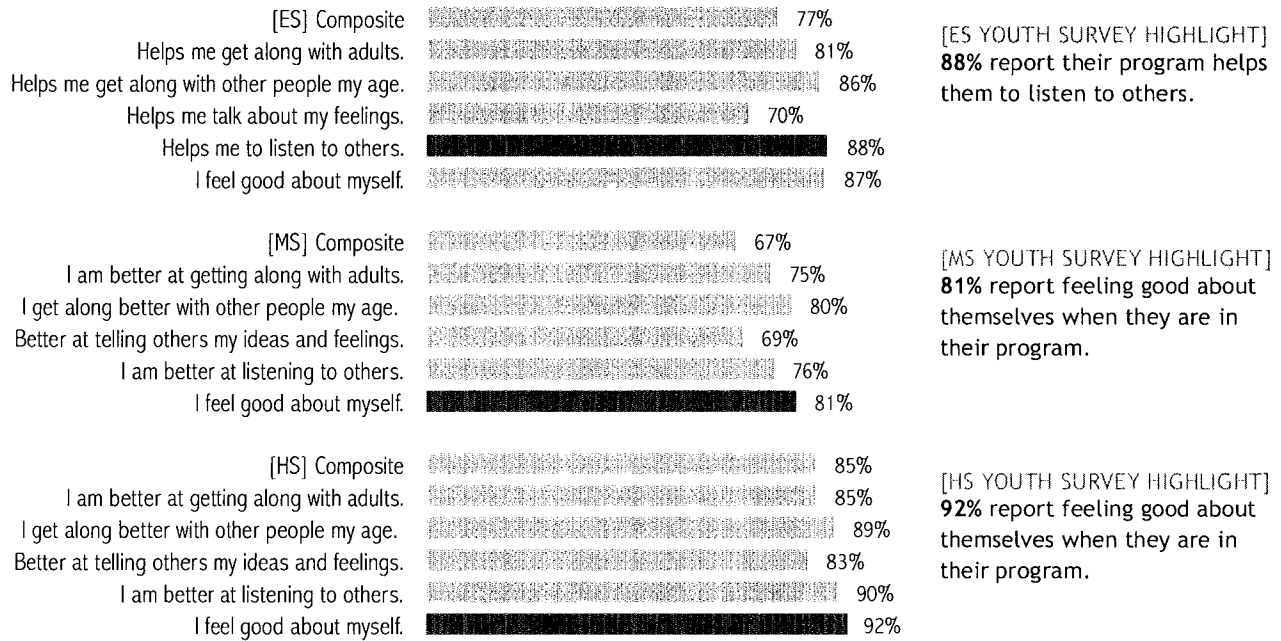 [ES] Composite 77%
Helps me get along with adults. 81%
Helps me get along with other people my age. 86%
Helps me talk about my feelings. 70%
Helps me to listen to others. 88%
I feel good about myself. 87%
[ES YOUTH SURVEY HIGHLIGHT]
88% report their program helps
them to listen to others.
[MS] Composite 67%
I am better at getting along with adults. 75%
I get along better with other people my age. 80%
Better at telling others my ideas and feelings. 69%
I am better at listening to others. 76%
I feel good about myself. 81%
[MS YOUTH SURVEY HIGHLIGHT]
81% report feeling good about
themselves when they are in
their program.
[HS] Composite 85%
I am better at getting along with adults. 85%
I get along better with other people my age. 89%
Better at telling others my ideas and feelings. 83%
I am better at listening to others. 90%
I feel good about myself. 92%
[HS YOUTH SURVEY HIGHLIGHT]
92% report feeling good about
themselves when they are in
their program.